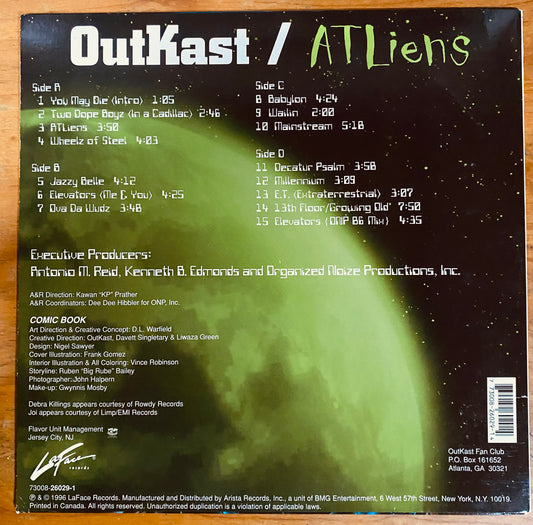 OutKast / ATLiens
Side A
1 You May Die (Intro) 1:05
2 Two Dope Boyz (In a Cadillac) 2:46
3 ATLiens 3:50
4 Wheelz of Steel 4:03
Side B
5 Jazzy Belle 4:12
6 Elevators (Me & You) 4:25
7 Ova Da Wudz 3:48
Side C
8 Babylon 4:24
9 Wailin 2:00
10 Mainstream 5:18
Side D
11 Decatur Psalm 3:58
12 Millennium 3:09
13 E.T. (Extraterrestrial) 3:07
14 13th Floor/Growing Old 7:50
15 Elevators (ONP 86 Mix) 4:35
Executive Producers:
Antonio M. Reid, Kenneth B. Edmonds and Organized Noize Productions, Inc.
A&R Direction: Kawan "KP" Prather
A&R Coordinators: Dee Dee Hibbler for ONP, Inc.
COMIC BOOK
Art Direction & Creative Concept: D.L. Warfield
Creative Direction: OutKast, Davett Singletary & Liwaza Green
Design: Nigel Sawyer
Cover Illustration: Frank Gomez
Interior Illustration & All Coloring: Vince Robinson
Storyline: Ruben "Big Rube" Bailey
Photographer: John Halpern
Make-up: Gwynnis Mosby
Debra Killings appears courtesy of Rowdy Records
Joi appears courtesy of Limp/EMI Records
Flavor Unit Management
Jersey City, NJ
LaFace
records
73008-26029-1
7 73008-26029-1 4
OutKast Fan Club
P.O. Box 161652
Atlanta, GA 30321
℗ & © 1996 LaFace Records. Manufactured and Distributed by Arista Records, Inc., a unit of BMG Entertainment, 6 West 57th Street, New York, N.Y. 10019.
Printed in Canada. All rights reserved. Unauthorized duplication is a violation of applicable laws.